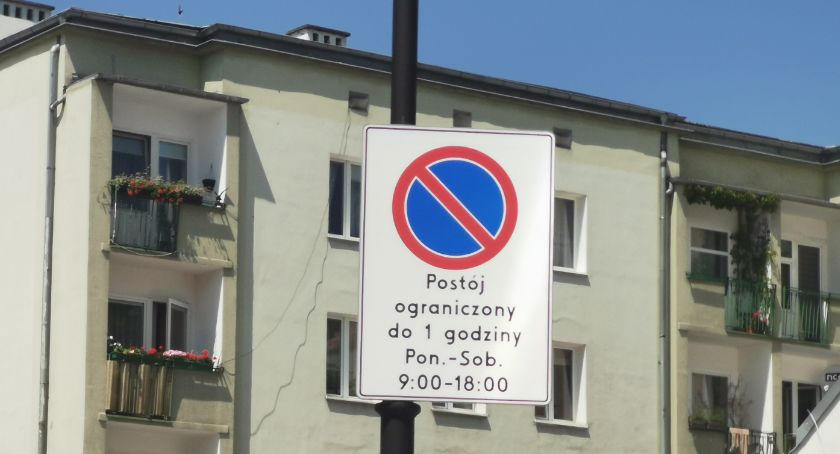 Postój
ograniczony
do 1 godziny
Pon.-Sob.
9:00-18:00